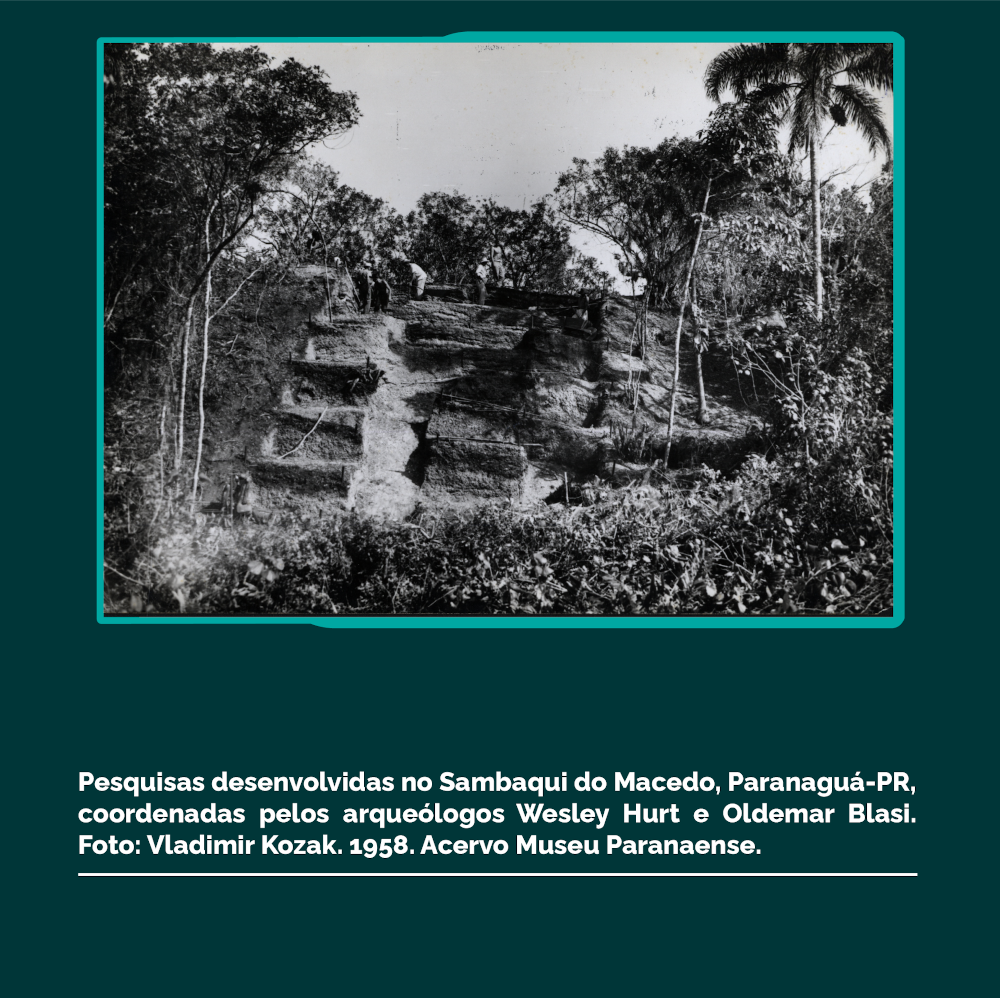 Pesquisas desenvolvidas no Sambaqui do Macedo, Paranaguá-PR,
coordenadas pelos arqueólogos Wesley Hurt e Oldemar Blasi.
Foto: Vladimir Kozak. 1958. Acervo Museu Paranaense.